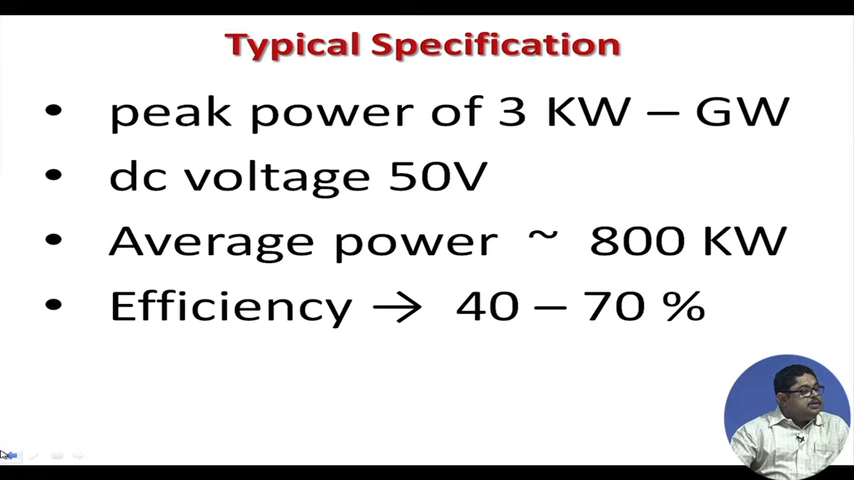 Typical Specification
• peak power of 3 KW – GW
• dc voltage 50V
• Average power ~ 800 KW
• Efficiency → 40 – 70 %